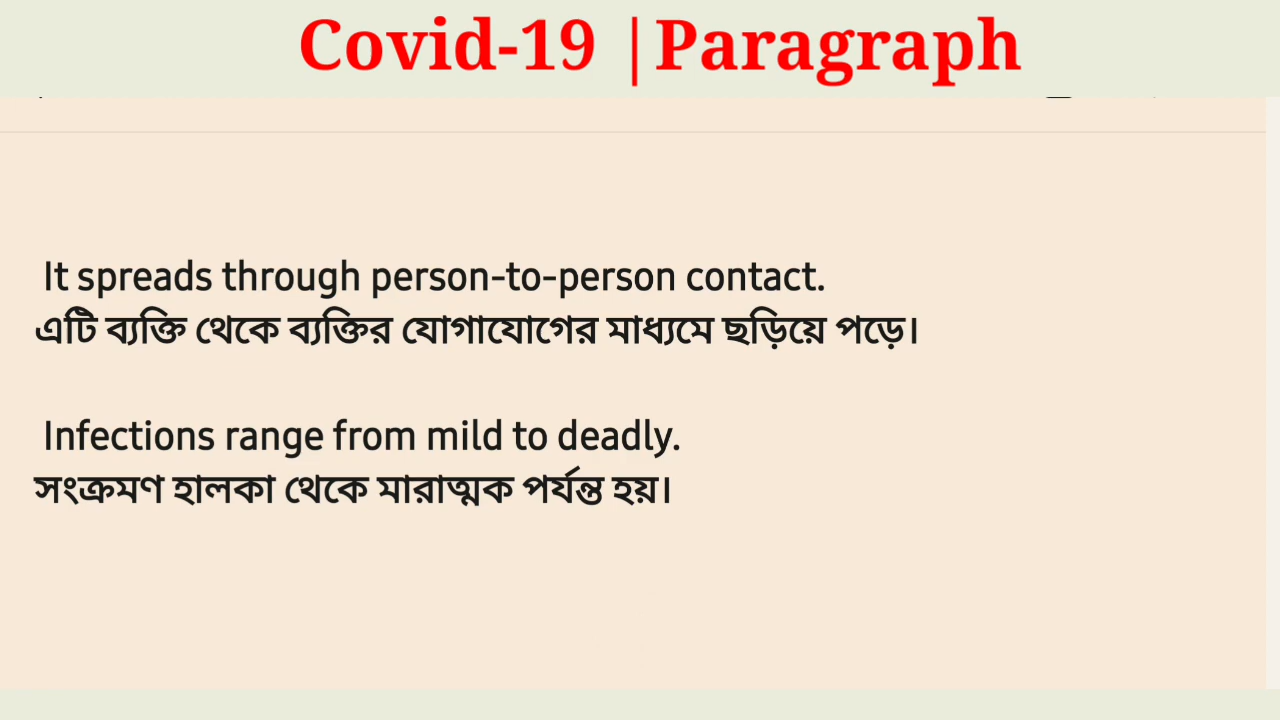 Covid-19 |Paragraph
It spreads through person-to-person contact.
এটি ব্যক্তি থেকে ব্যক্তির যোগাযোগের মাধ্যমে ছড়িয়ে পড়ে।
Infections range from mild to deadly.
সংক্রমণ হালকা থেকে মারাত্মক পর্যন্ত হয়।